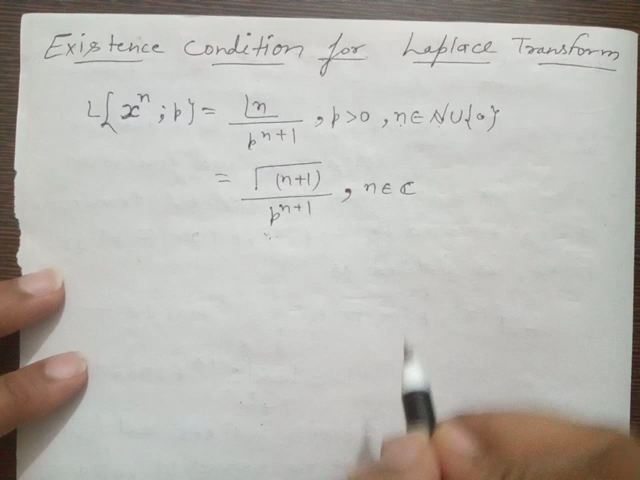 Existence Condition for Laplace Transform
L{x^n ; p} = ⌊n / p^{n+1} , p>0 , n∈ℕ∪{0}
= Γ(n+1) / p^{n+1} , n∈ℂ